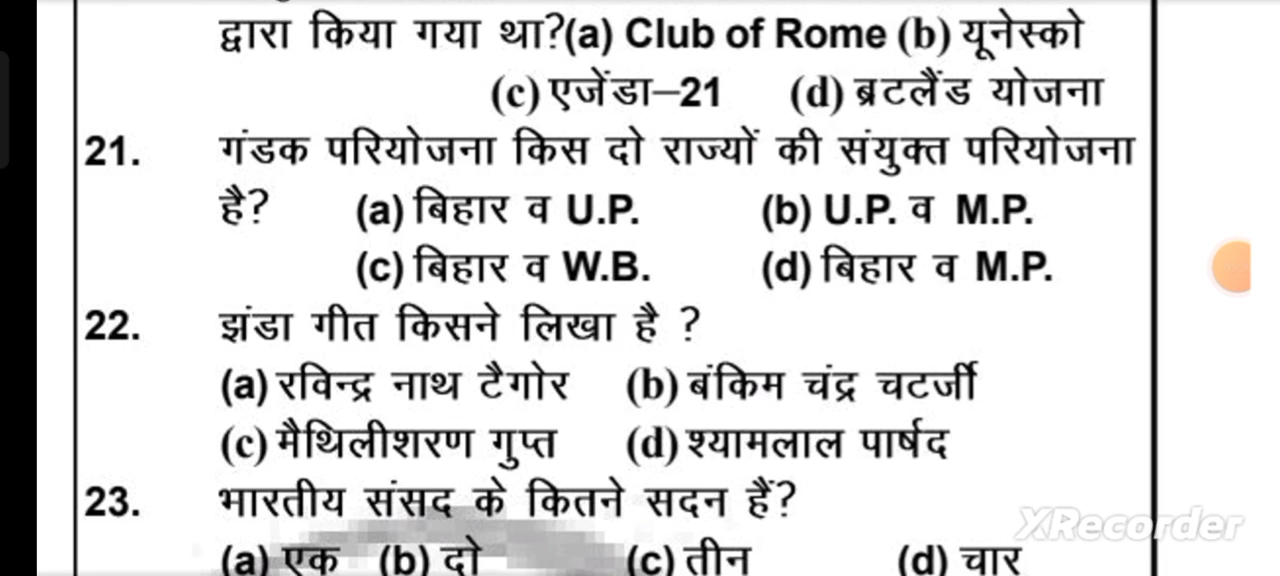 द्वारा किया गया था?(a) Club of Rome (b) यूनेस्को
(c) एजेंडा–21 (d) ब्रटलैंड योजना
21. गंडक परियोजना किस दो राज्यों की संयुक्त परियोजना
है? (a) बिहार व U.P. (b) U.P. व M.P.
(c) बिहार व W.B. (d) बिहार व M.P.
22. झंडा गीत किसने लिखा है ?
(a) रविन्द्र नाथ टैगोर (b) बंकिम चंद्र चटर्जी
(c) मैथिलीशरण गुप्त (d) श्यामलाल पार्षद
23. भारतीय संसद के कितने सदन हैं?
(a) एक (b) दो (c) तीन (d) चार
XRecorder